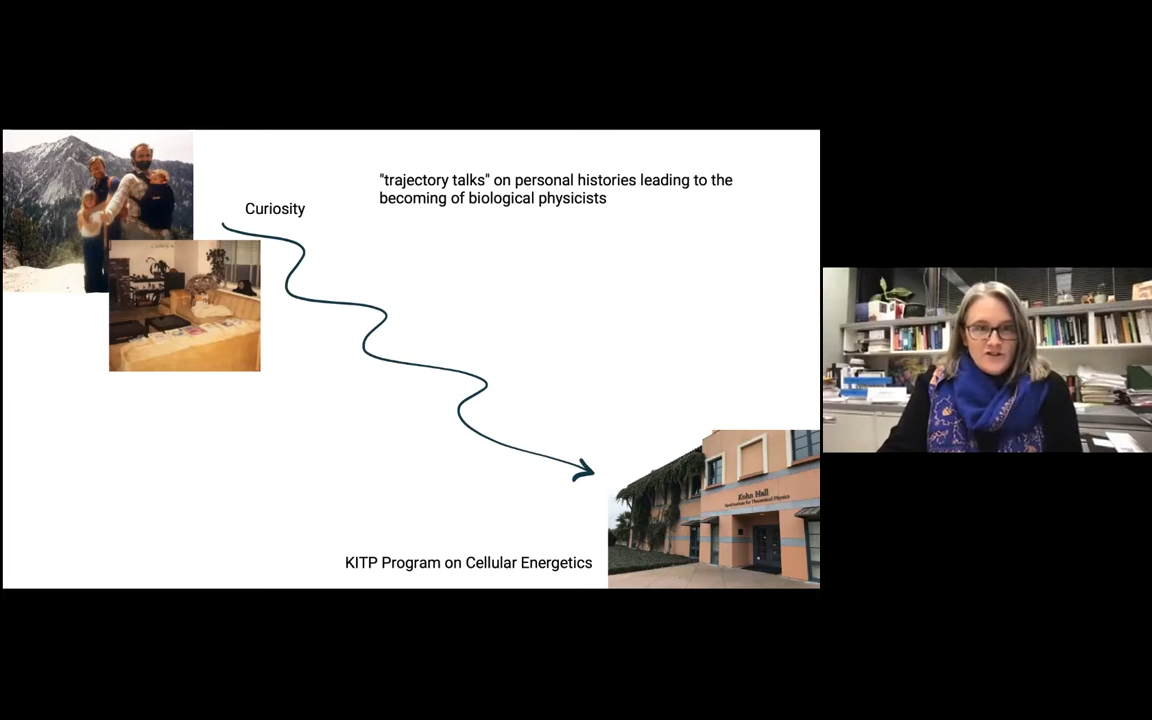 "trajectory talks" on personal histories leading to the
becoming of biological physicists
Curiosity
Kohn Hall
KITP Program on Cellular Energetics